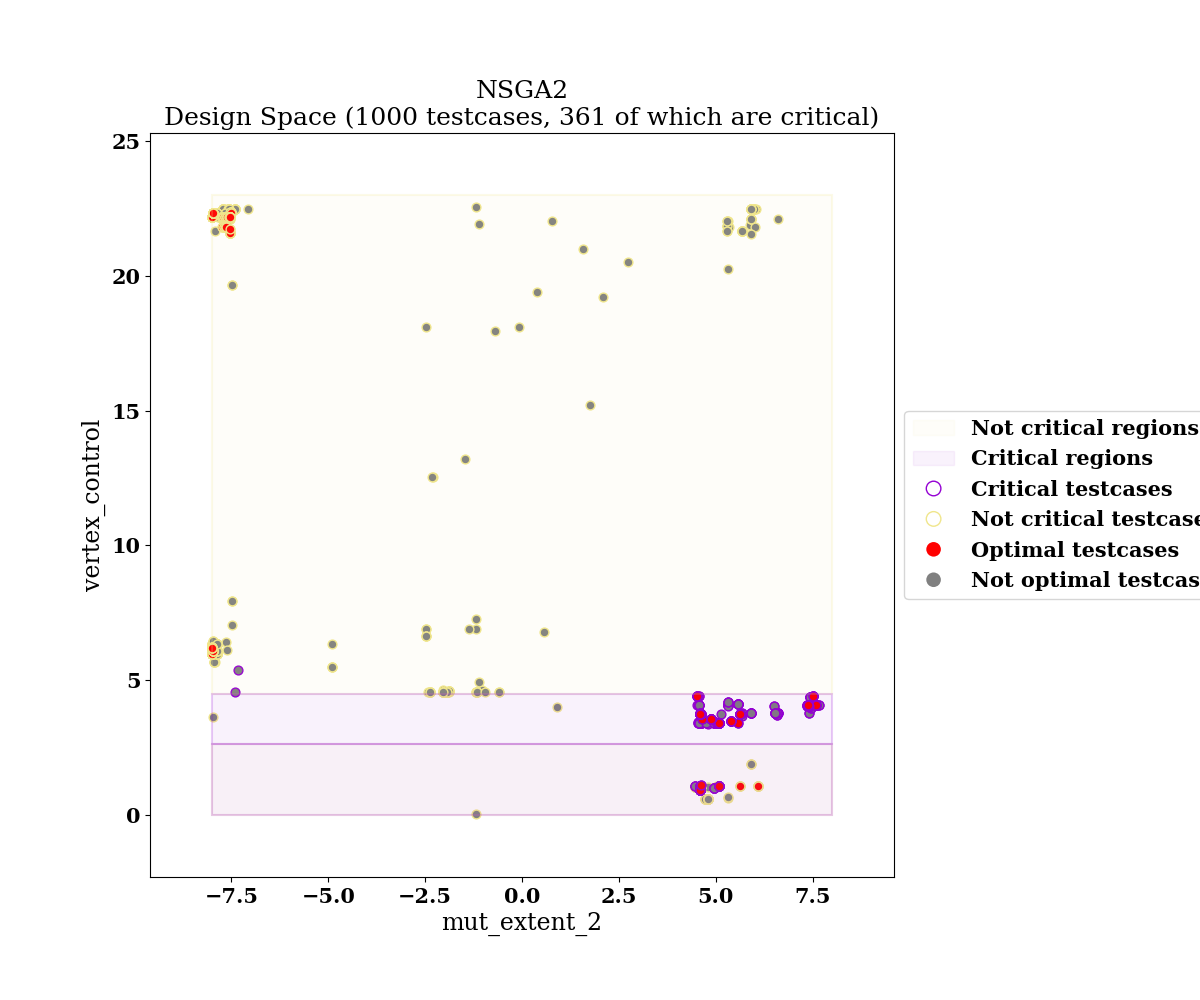 NSGA2
Design Space (1000 testcases, 361 of which are critical)
25
20
15
10
5
0
vertex_control
−7.5
−5.0
−2.5
0.0
2.5
5.0
7.5
mut_extent_2
Not critical regions
Critical regions
Critical testcases
Not critical testcase
Optimal testcases
Not optimal testcas